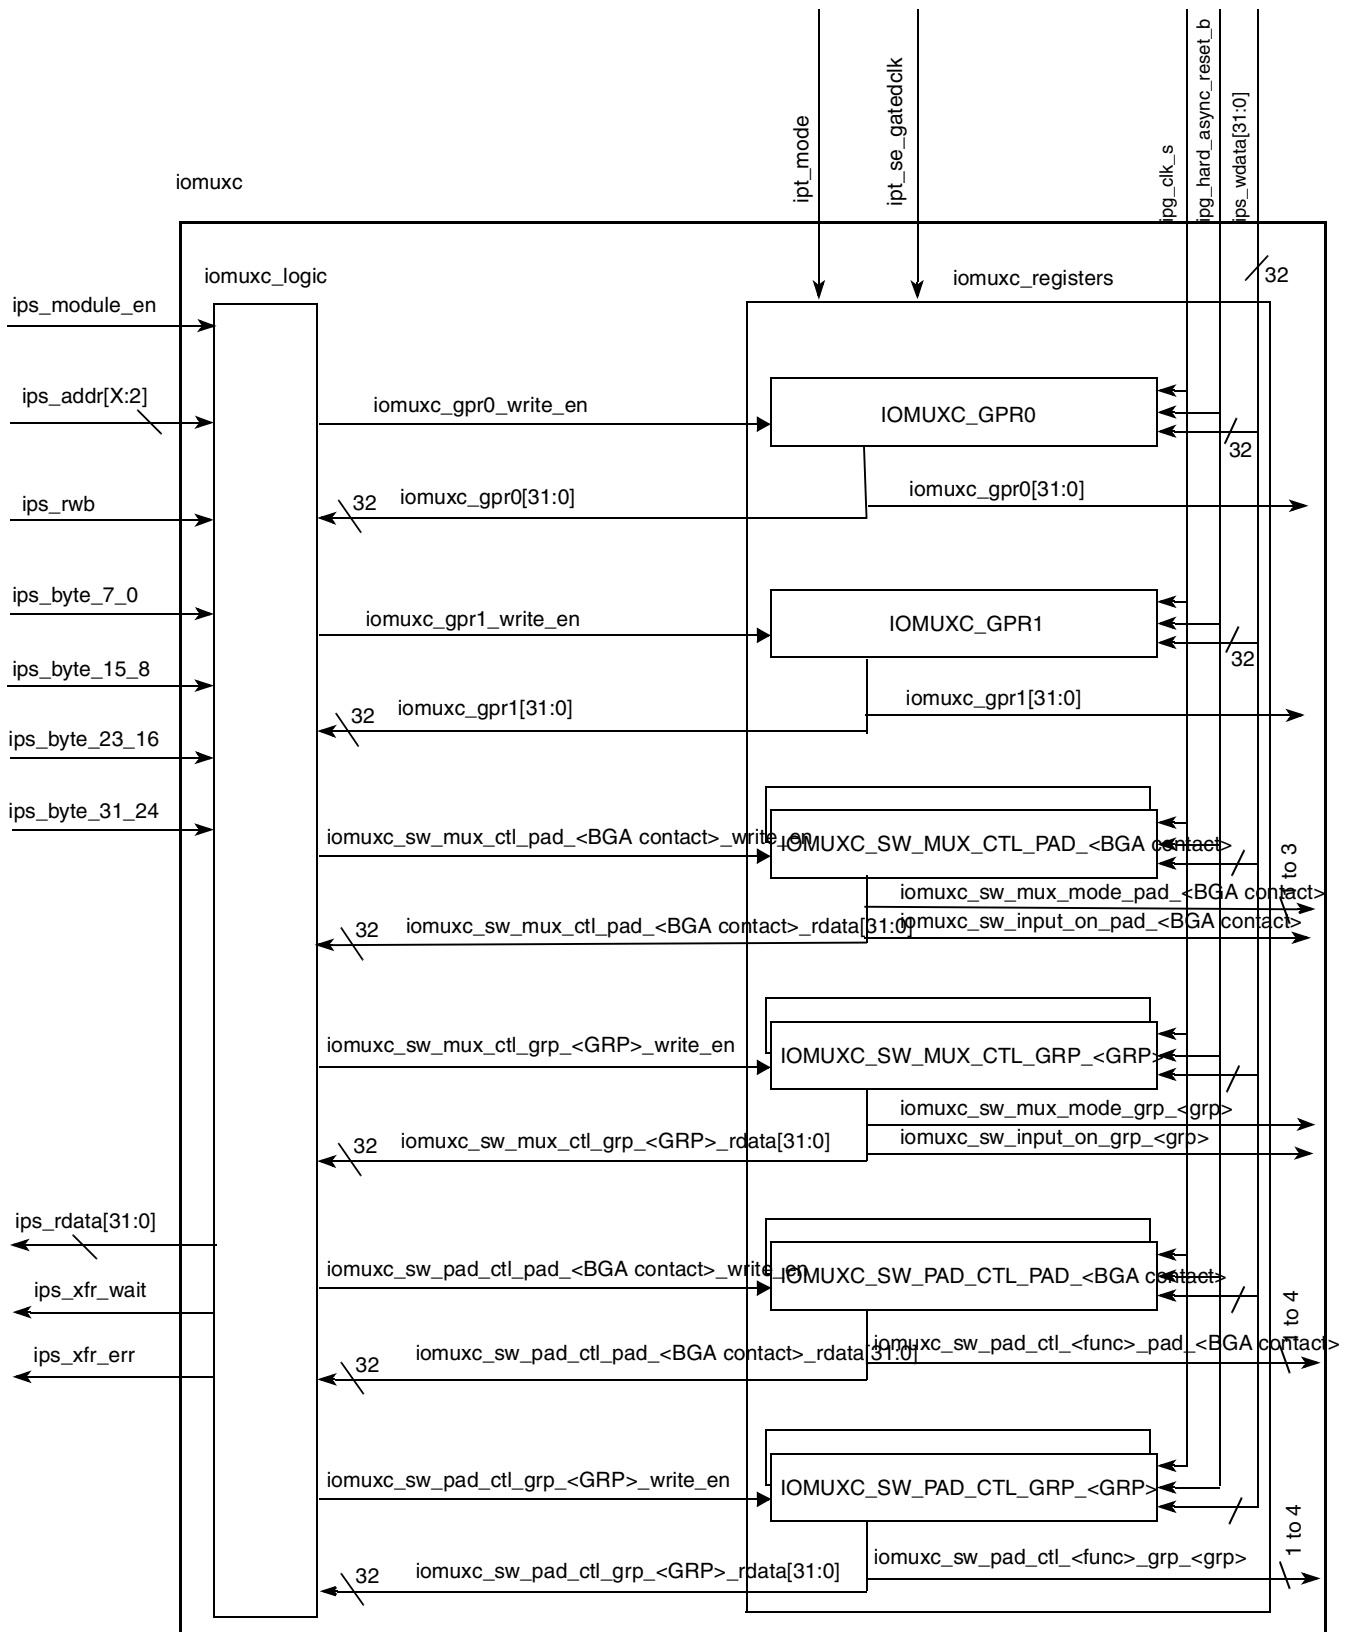 ipt_mode
ipt_se_gatedclk
ipg_clk_s
ipg_hard_async_reset_b
ips_wdata[31:0]
iomuxc
iomuxc_logic
iomuxc_registers
32
ips_module_en
ips_addr[X:2]
iomuxc_gpr0_write_en
IOMUXC_GPR0
32
ips_rwb
32
iomuxc_gpr0[31:0]
iomuxc_gpr0[31:0]
ips_byte_7_0
iomuxc_gpr1_write_en
IOMUXC_GPR1
32
ips_byte_15_8
32
iomuxc_gpr1[31:0]
iomuxc_gpr1[31:0]
ips_byte_23_16
ips_byte_31_24
iomuxc_sw_mux_ctl_pad_<BGA contact>_write_en
IOMUXC_SW_MUX_CTL_PAD_<BGA contact>
1 to 3
iomuxc_sw_mux_mode_pad_<BGA contact>
32
iomuxc_sw_mux_ctl_pad_<BGA contact>_rdata[31:0]
iomuxc_sw_input_on_pad_<BGA contact>
iomuxc_sw_mux_ctl_grp_<GRP>_write_en
IOMUXC_SW_MUX_CTL_GRP_<GRP>
iomuxc_sw_mux_mode_grp_<grp>
32
iomuxc_sw_mux_ctl_grp_<GRP>_rdata[31:0]
iomuxc_sw_input_on_grp_<grp>
ips_rdata[31:0]
iomuxc_sw_pad_ctl_pad_<BGA contact>_write_en
IOMUXC_SW_PAD_CTL_PAD_<BGA contact>
ips_xfr_wait
1 to 4
ips_xfr_err
32
iomuxc_sw_pad_ctl_pad_<BGA contact>_rdata[31:0]
iomuxc_sw_pad_ctl_<func>_pad_<BGA contact>
iomuxc_sw_pad_ctl_grp_<GRP>_write_en
IOMUXC_SW_PAD_CTL_GRP_<GRP>
1 to 4
32
iomuxc_sw_pad_ctl_grp_<GRP>_rdata[31:0]
iomuxc_sw_pad_ctl_<func>_grp_<grp>